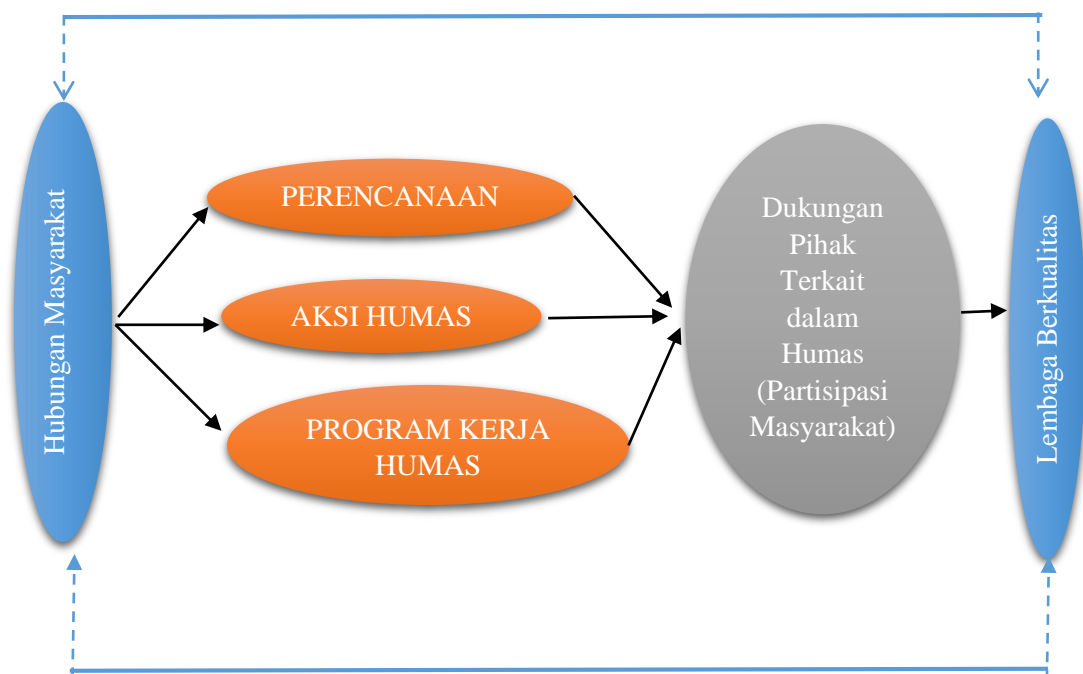 Hubungan Masyarakat
PERENCANAAN
AKSI HUMAS
PROGRAM KERJA
HUMAS
Dukungan
Pihak
Terkait
dalam
Humas
(Partisipasi
Masyarakat)
Lembaga Berkualitas